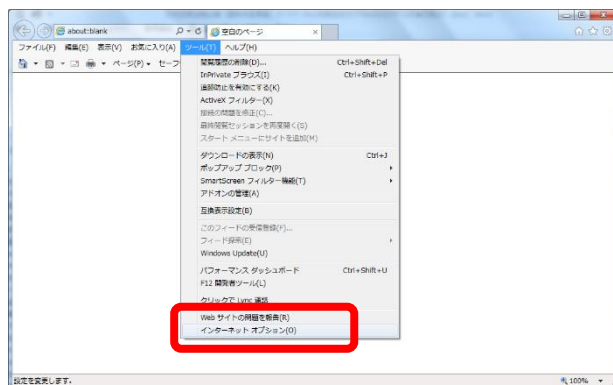 about:blank
空白のページ
ファイル(F) 編集(E) 表示(V) お気に入り(A) ツール(T) ヘルプ(H)
ページ(P)
閲覧履歴の削除(D)... Ctrl+Shift+Del
InPrivate ブラウズ(I) Ctrl+Shift+P
追跡防止を有効にする(K)
ActiveX フィルター(X)
接続の問題を修正(C)...
最終閲覧セッションを再度開く(S)
スタート メニューにサイトを追加(M)
ダウンロードの表示(N) Ctrl+J
ポップアップ ブロック(P)
SmartScreen フィルター機能(T)
アドオンの管理(A)
互換表示設定(B)
このフィードの受信登録(F)...
フィード探索(E)
Windows Update(U)
パフォーマンス ダッシュボード Ctrl+Shift+U
F12 開発者ツール(L)
クリックで Lync 通話
Web サイトの問題を報告(R)
インターネット オプション(O)
設定を変更します。 100%